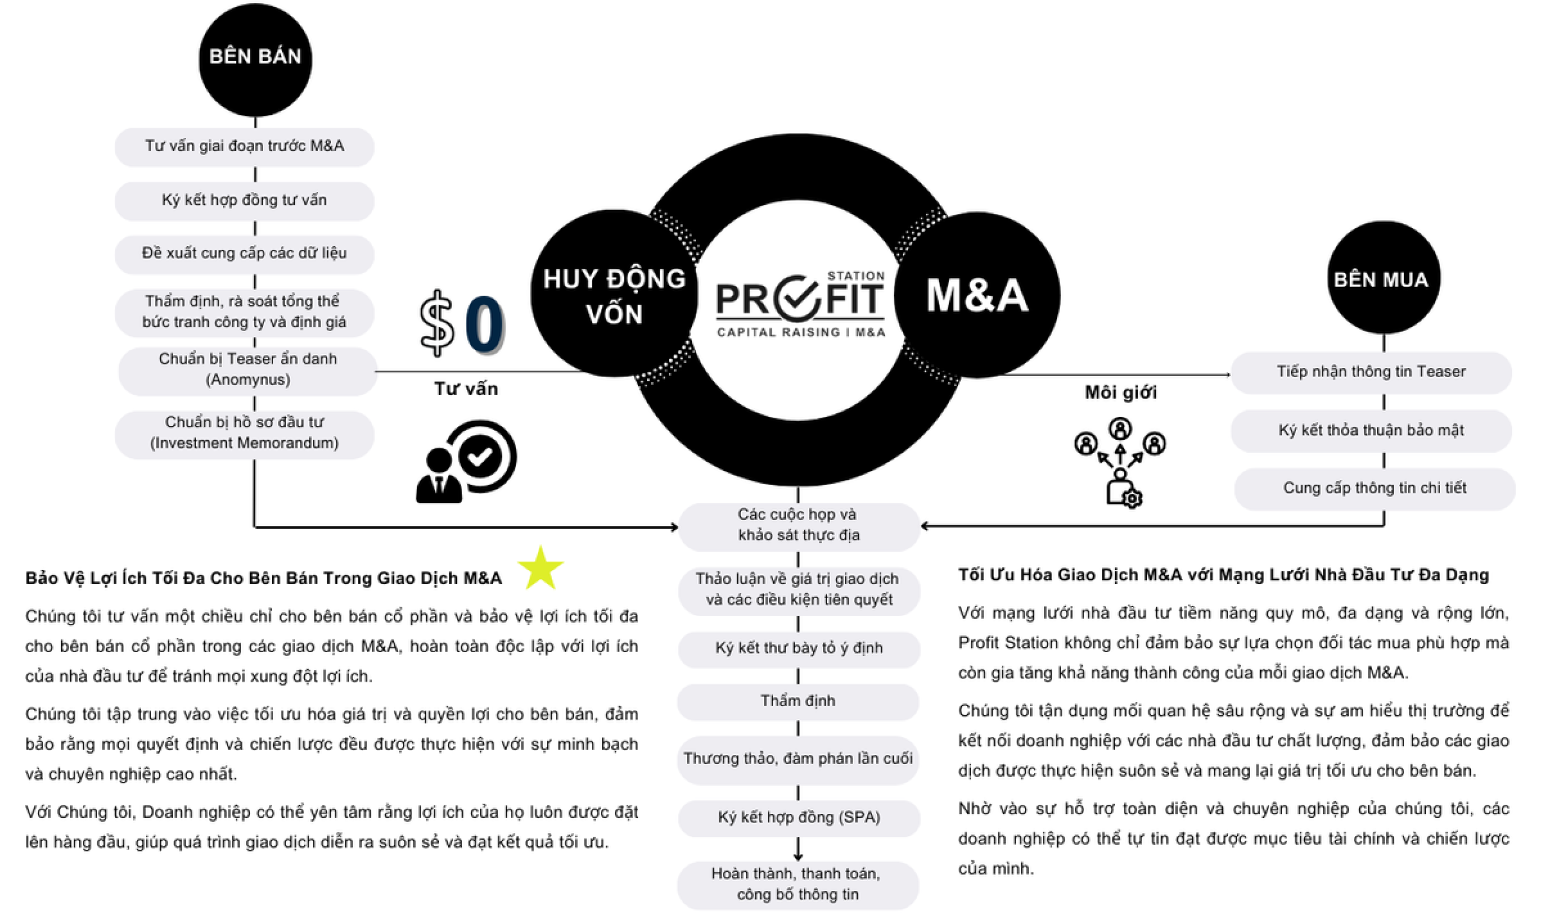 BÊN BÁN
Tư vấn giai đoạn trước M&A
Ký kết hợp đồng tư vấn
Đề xuất cung cấp các dữ liệu
Thẩm định, rà soát tổng thể
bức tranh công ty và định giá
Chuẩn bị Teaser ẩn danh
(Anomynus)
Chuẩn bị hồ sơ đầu tư
(Investment Memorandum)
$ 0
Tư vấn
HUY ĐỘNG
VỐN
STATION
PROFIT
CAPITAL RAISING | M&A
M&A
Môi giới
BÊN MUA
Tiếp nhận thông tin Teaser
Ký kết thỏa thuận bảo mật
Cung cấp thông tin chi tiết
Các cuộc họp và
khảo sát thực địa
Thảo luận về giá trị giao dịch
và các điều kiện tiên quyết
Ký kết thư bày tỏ ý định
Thẩm định
Thương thảo, đàm phán lần cuối
Ký kết hợp đồng (SPA)
Hoàn thành, thanh toán,
công bố thông tin
Bảo Vệ Lợi Ích Tối Đa Cho Bên Bán Trong Giao Dịch M&A
Chúng tôi tư vấn một chiều chỉ cho bên bán cổ phần và bảo vệ lợi ích tối đa
cho bên bán cổ phần trong các giao dịch M&A, hoàn toàn độc lập với lợi ích
của nhà đầu tư để tránh mọi xung đột lợi ích.
Chúng tôi tập trung vào việc tối ưu hóa giá trị và quyền lợi cho bên bán, đảm
bảo rằng mọi quyết định và chiến lược đều được thực hiện với sự minh bạch
và chuyên nghiệp cao nhất.
Với Chúng tôi, Doanh nghiệp có thể yên tâm rằng lợi ích của họ luôn được đặt
lên hàng đầu, giúp quá trình giao dịch diễn ra suôn sẻ và đạt kết quả tối ưu.
Tối Ưu Hóa Giao Dịch M&A với Mạng Lưới Nhà Đầu Tư Đa Dạng
Với mạng lưới nhà đầu tư tiềm năng quy mô, đa dạng và rộng lớn,
Profit Station không chỉ đảm bảo sự lựa chọn đối tác mua phù hợp mà
còn gia tăng khả năng thành công của mỗi giao dịch M&A.
Chúng tôi tận dụng mối quan hệ sâu rộng và sự am hiểu thị trường để
kết nối doanh nghiệp với các nhà đầu tư chất lượng, đảm bảo các giao
dịch được thực hiện suôn sẻ và mang lại giá trị tối ưu cho bên bán.
Nhờ vào sự hỗ trợ toàn diện và chuyên nghiệp của chúng tôi, các
doanh nghiệp có thể tự tin đạt được mục tiêu tài chính và chiến lược
của mình.